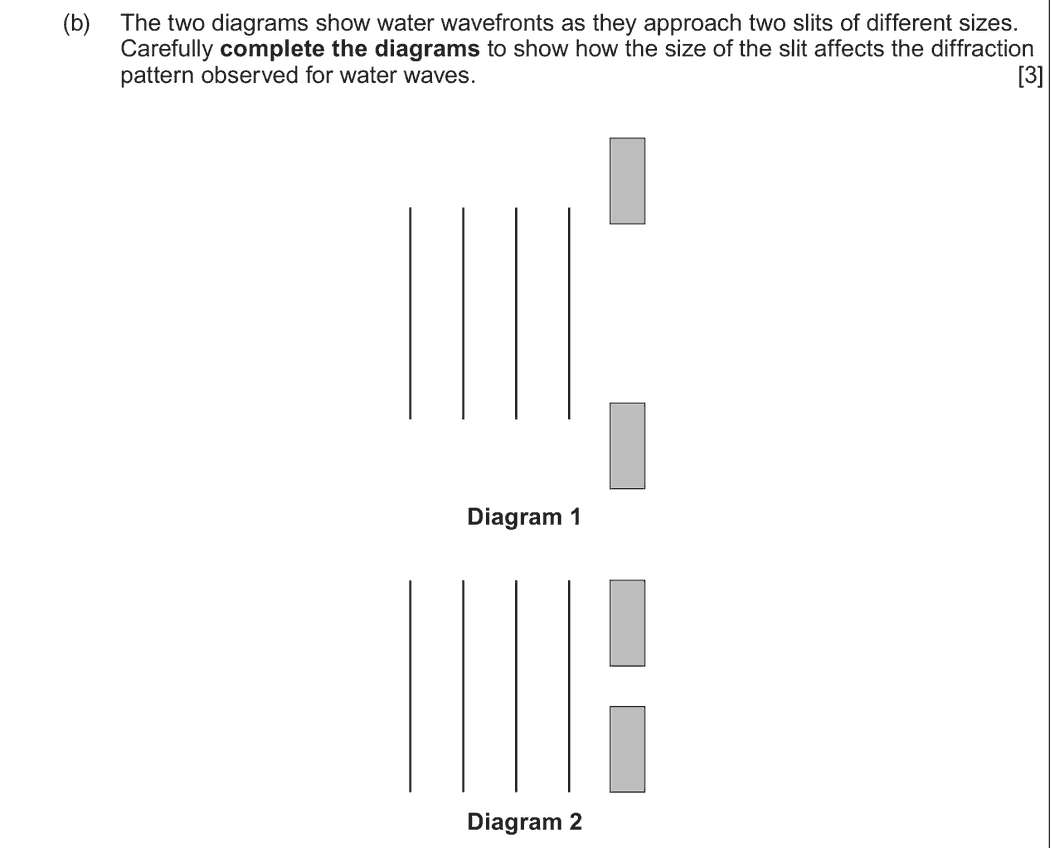 (b) The two diagrams show water wavefronts as they approach two slits of different sizes.
Carefully complete the diagrams to show how the size of the slit affects the diffraction
pattern observed for water waves. [3]
Diagram 1
Diagram 2